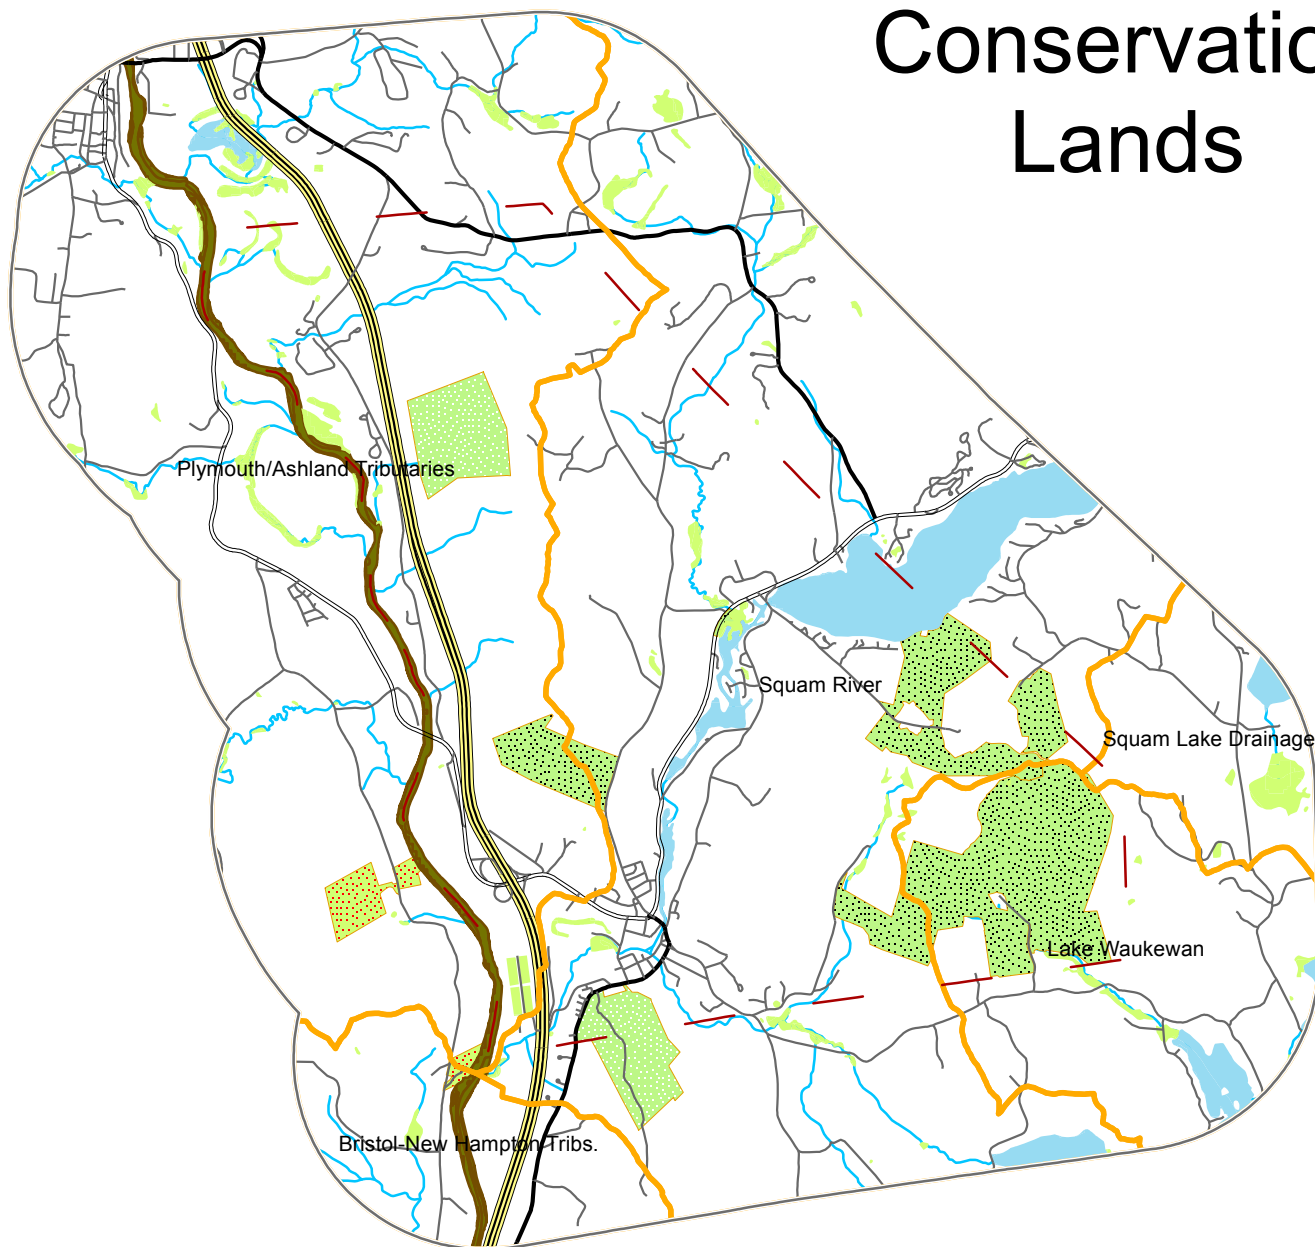 Conservatio
Lands
Plymouth/Ashland Tributaries
Squam River
Squam Lake Drainage
Lake Waukewan
Bristol-New Hampton Tribs.